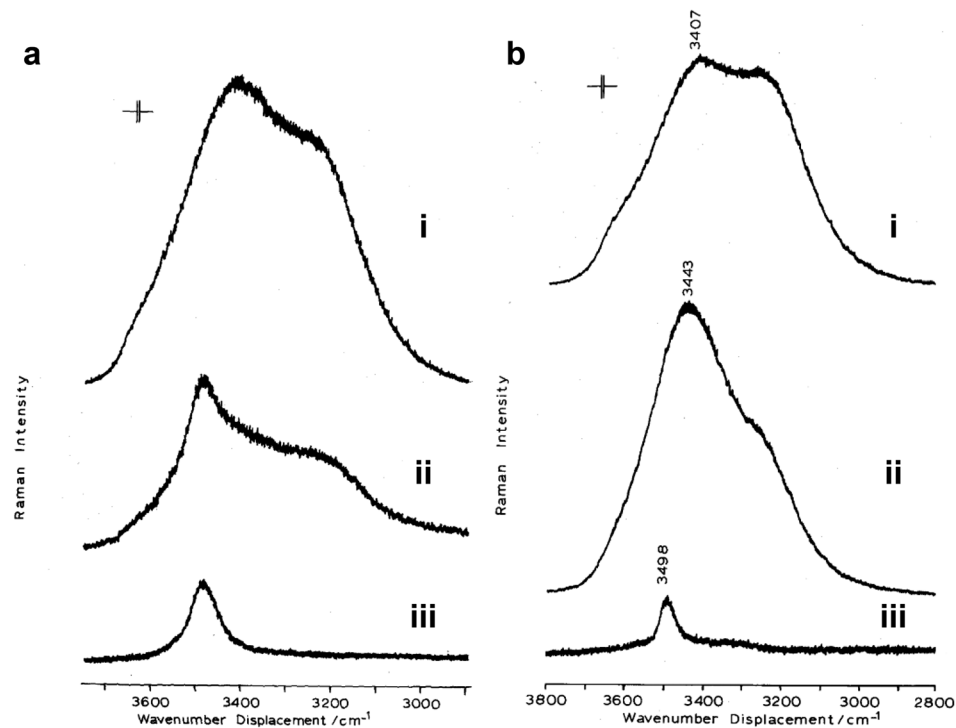 a
i
ii
iii
Raman Intensity
3600 3400 3200 3000
Wavenumber Displacement /cm⁻¹
b
3407
i
3443
ii
3498
iii
Raman Intensity
3800 3600 3400 3200 3000 2800
Wavenumber Displacement /cm⁻¹